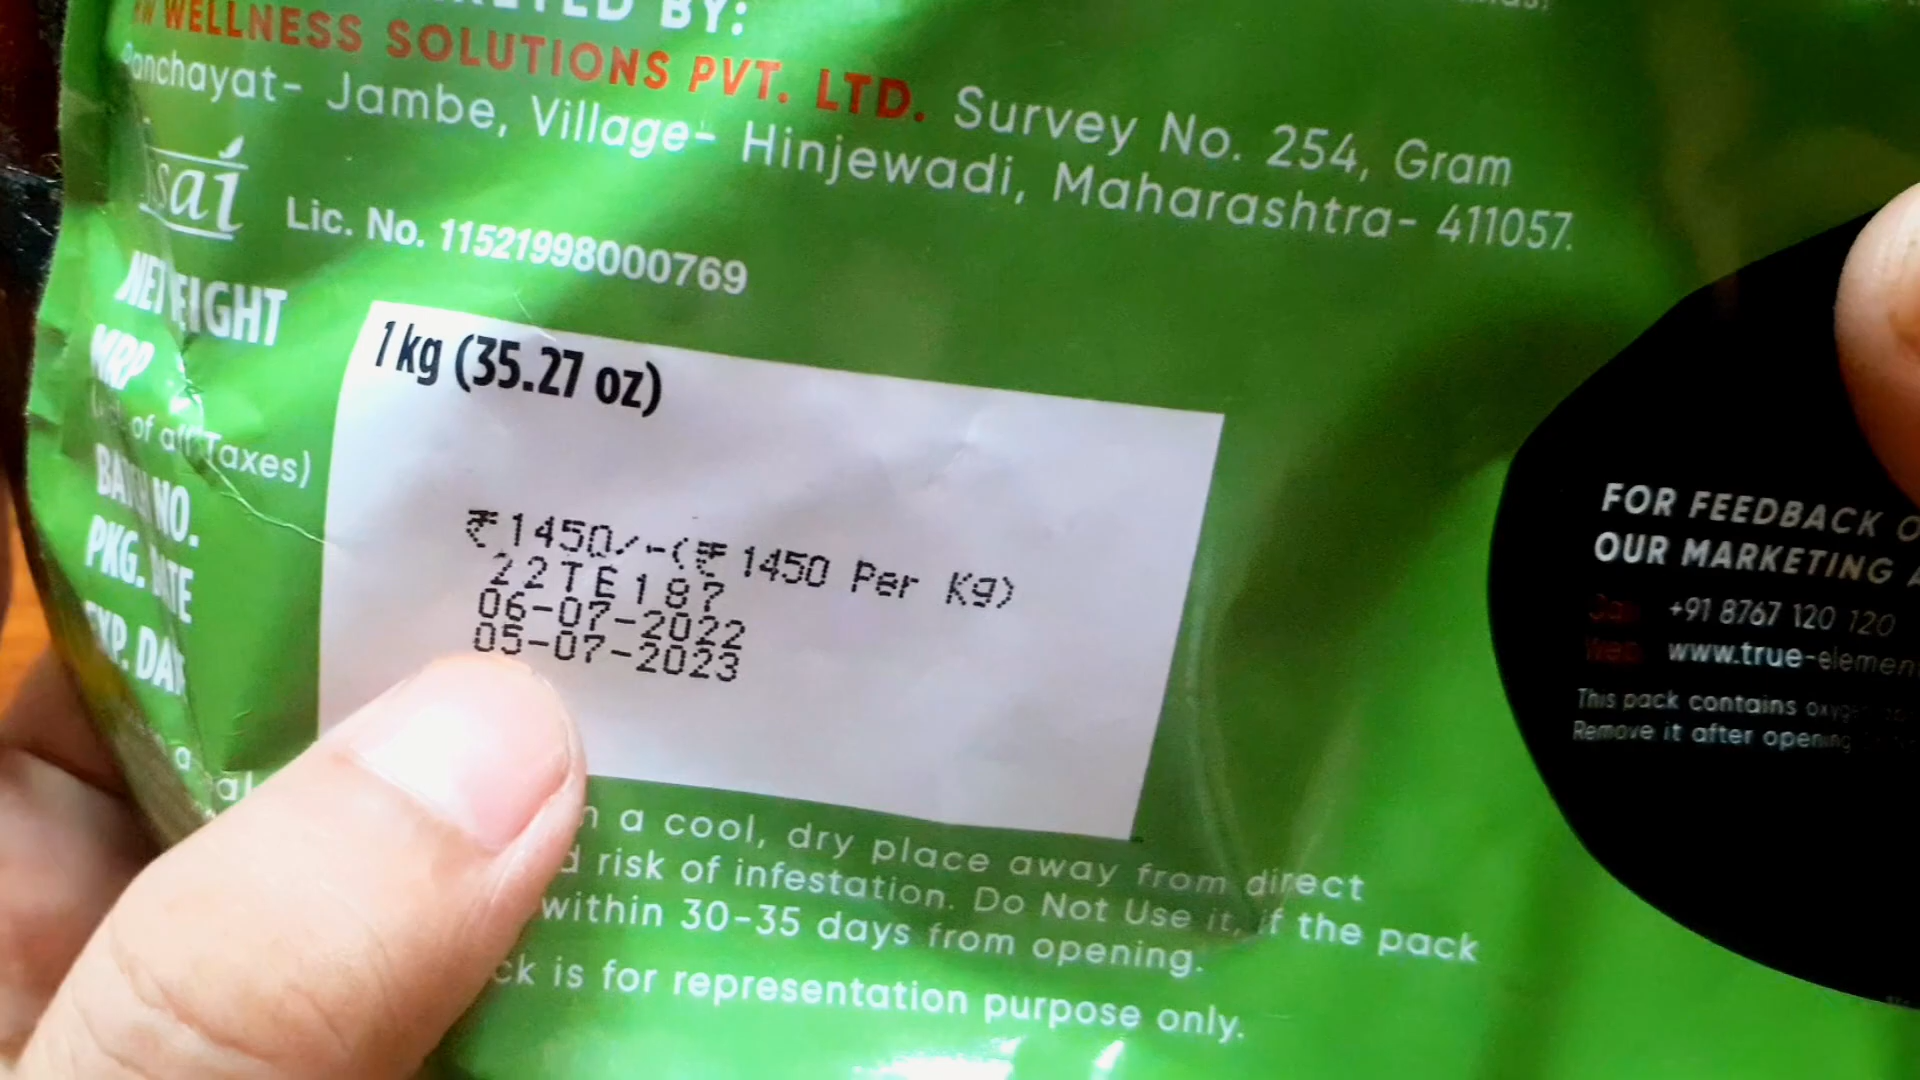 BY:
WELLNESS SOLUTIONS PVT. LTD. Survey No. 254, Gram
Panchayat- Jambe, Village- Hinjewadi, Maharashtra- 411057.
Lic. No. 11521998000769
NET WEIGHT
1 kg (35.27 oz)
MRP
of all Taxes)
₹1450/-(₹ 1450 Per Kg)
BATCH NO.
22TE187
PKG. DATE
06-07-2022
EXP. DATE
05-07-2023
a cool, dry place away from direct
risk of infestation. Do Not Use it, if the pack
within 30-35 days from opening.
is for representation purpose only.
FOR FEEDBACK
OUR MARKETING
+91 8767 120 120
www.true-elemen
This pack contains
Remove it after opening